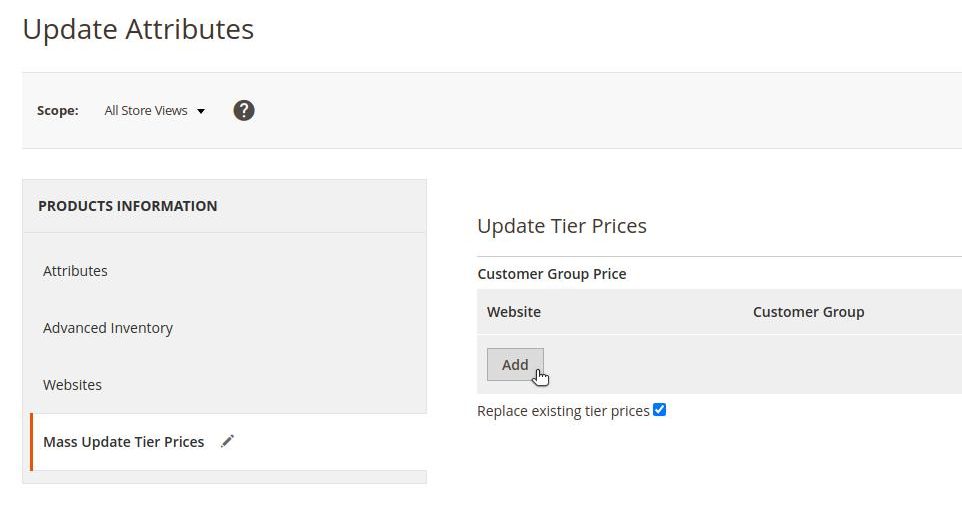 Update Attributes
Scope: All Store Views ?
PRODUCTS INFORMATION
Attributes
Advanced Inventory
Websites
Mass Update Tier Prices
Update Tier Prices
Customer Group Price
Website Customer Group
Add
Replace existing tier prices